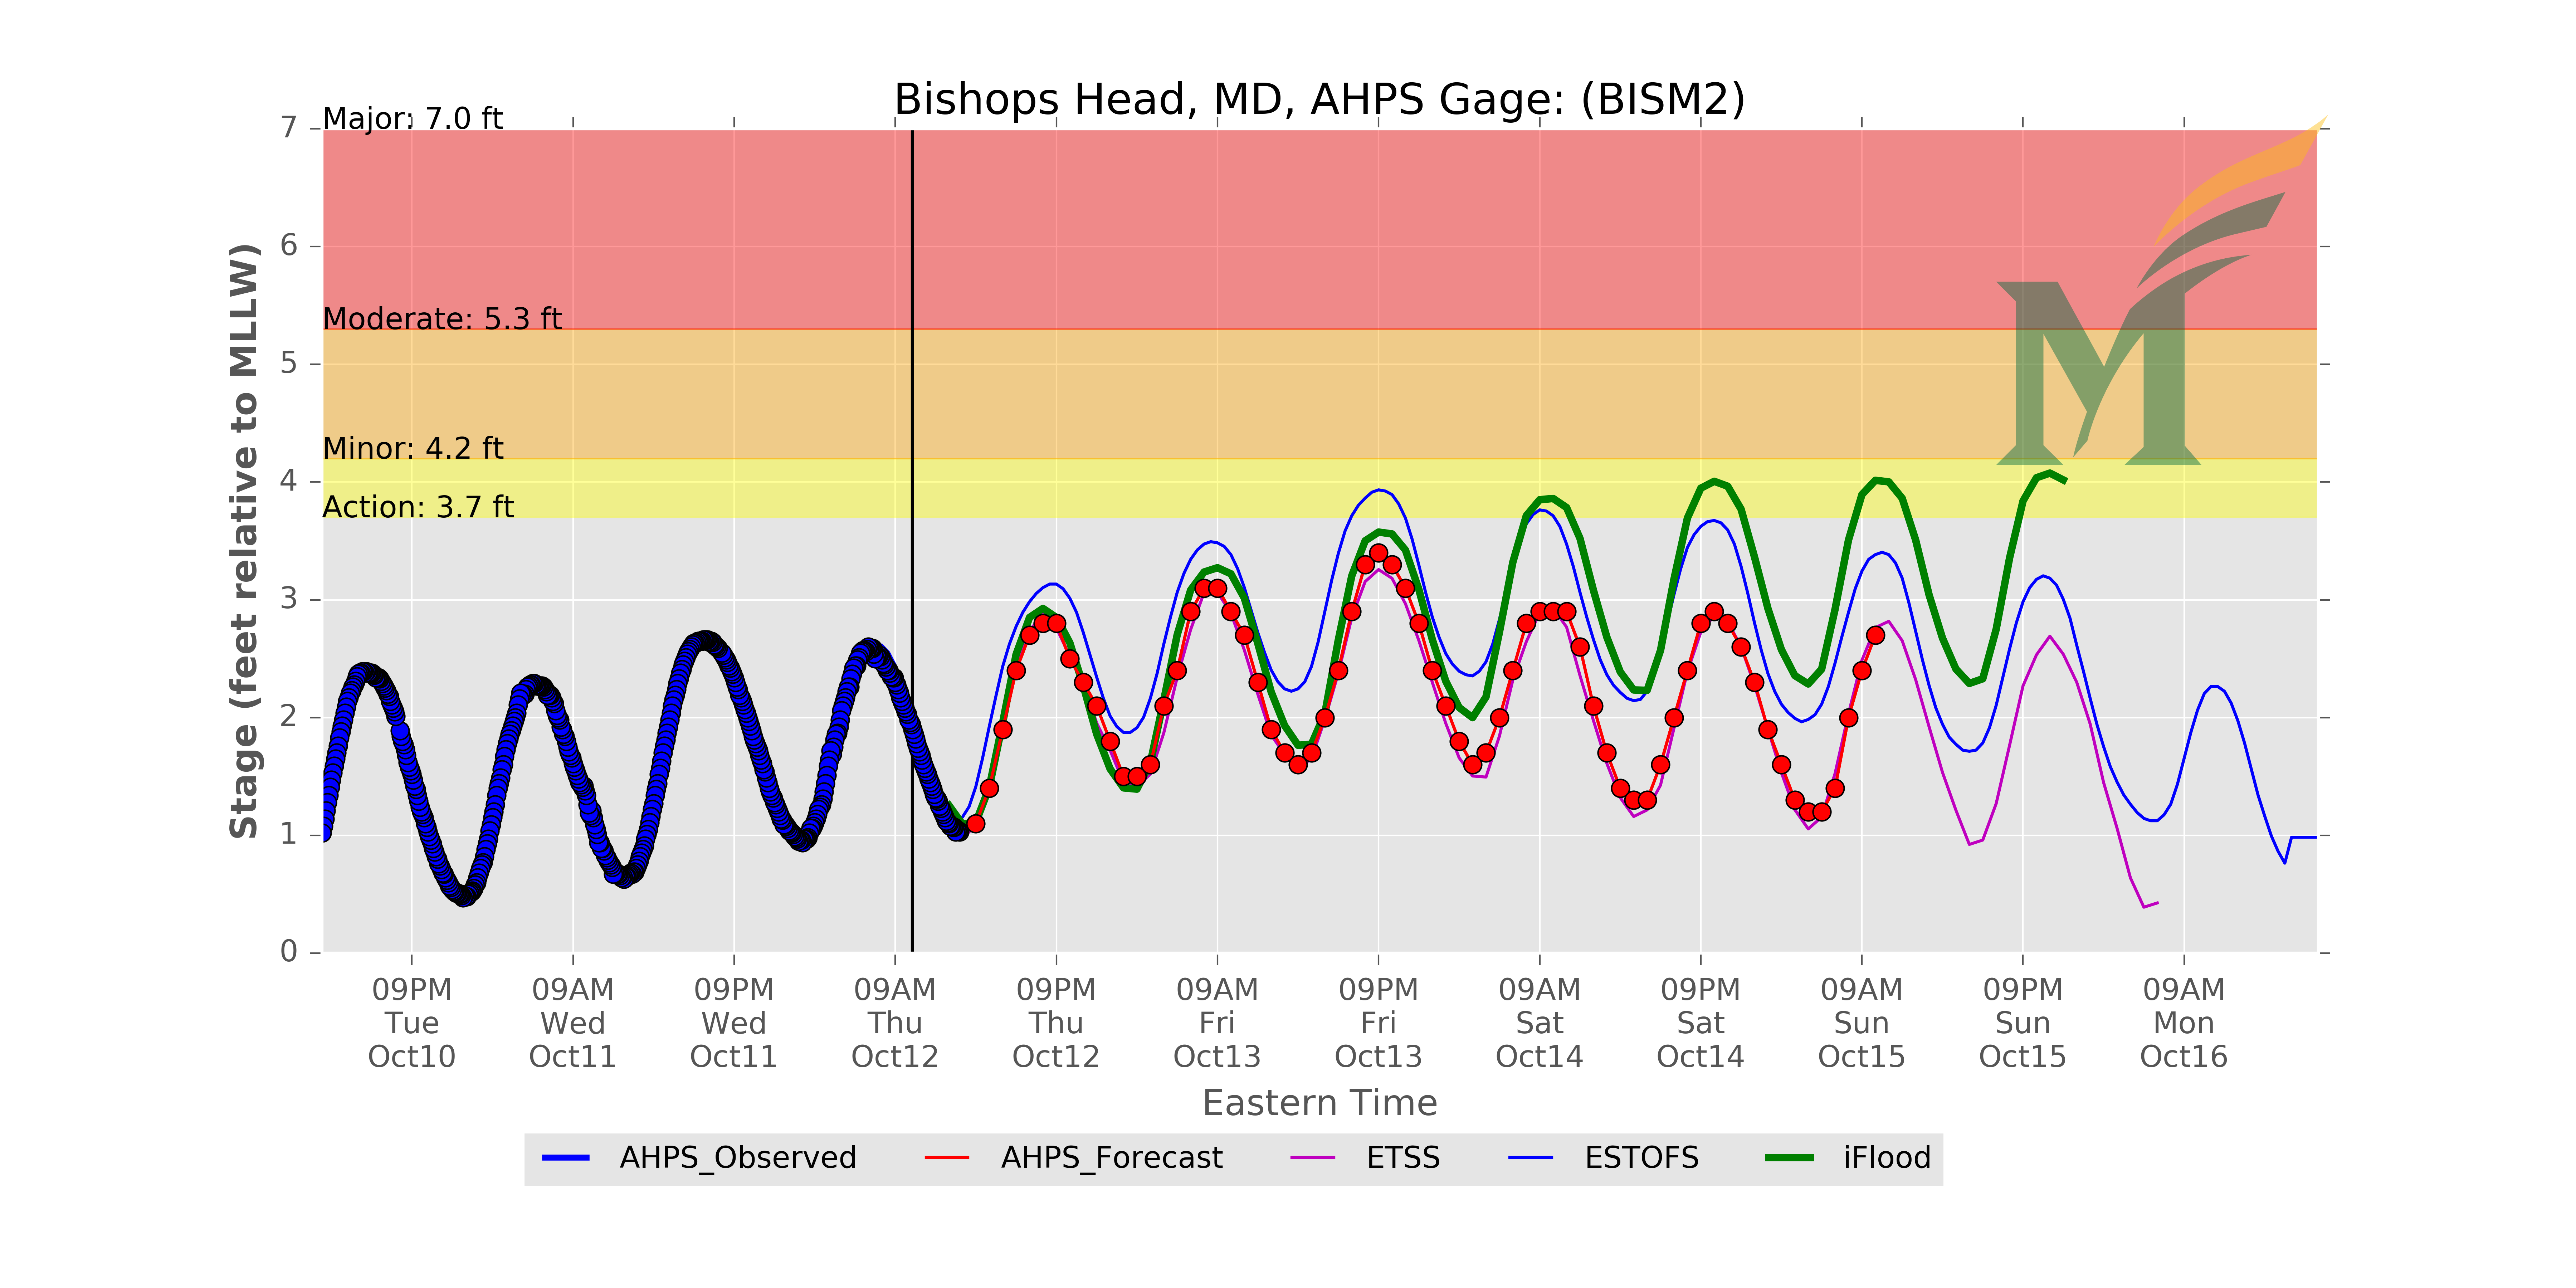 Bishops Head, MD, AHPS Gage: (BISM2)
Major: 7.0 ft
Moderate: 5.3 ft
Minor: 4.2 ft
Action: 3.7 ft
Stage (feet relative to MLLW)
7
6
5
4
3
2
1
0
09PM 09AM 09PM 09AM 09PM 09AM 09PM 09AM 09PM 09AM 09PM 09AM
Tue Wed Wed Thu Thu Fri Fri Sat Sat Sun Sun Mon
Oct10 Oct11 Oct11 Oct12 Oct12 Oct13 Oct13 Oct14 Oct14 Oct15 Oct15 Oct16
Eastern Time
AHPS_Observed AHPS_Forecast ETSS ESTOFS iFlood
M